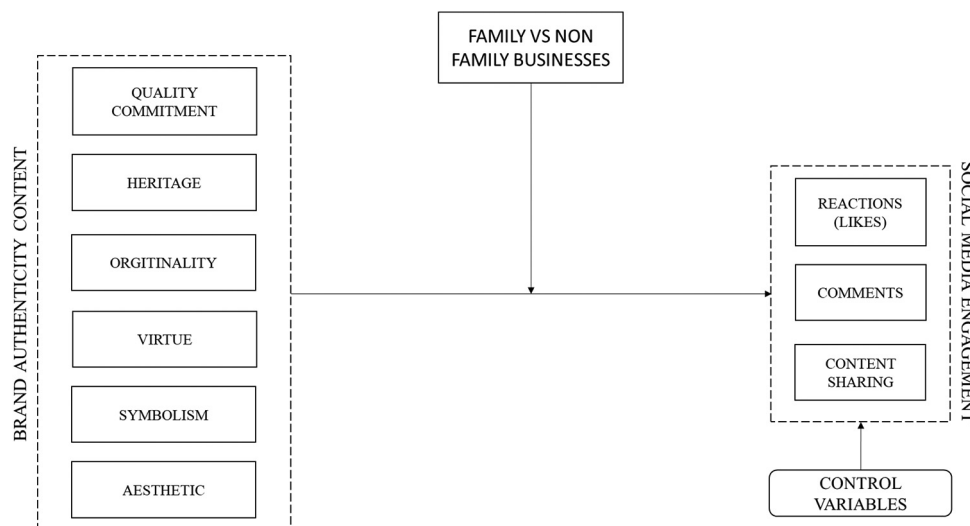 FAMILY VS NON
FAMILY BUSINESSES
BRAND AUTHENTICITY CONTENT
QUALITY
COMMITMENT
HERITAGE
ORGITINALITY
VIRTUE
SYMBOLISM
AESTHETIC
SOCIAL MEDIA ENGAGEMENT
REACTIONS
(LIKES)
COMMENTS
CONTENT
SHARING
CONTROL
VARIABLES